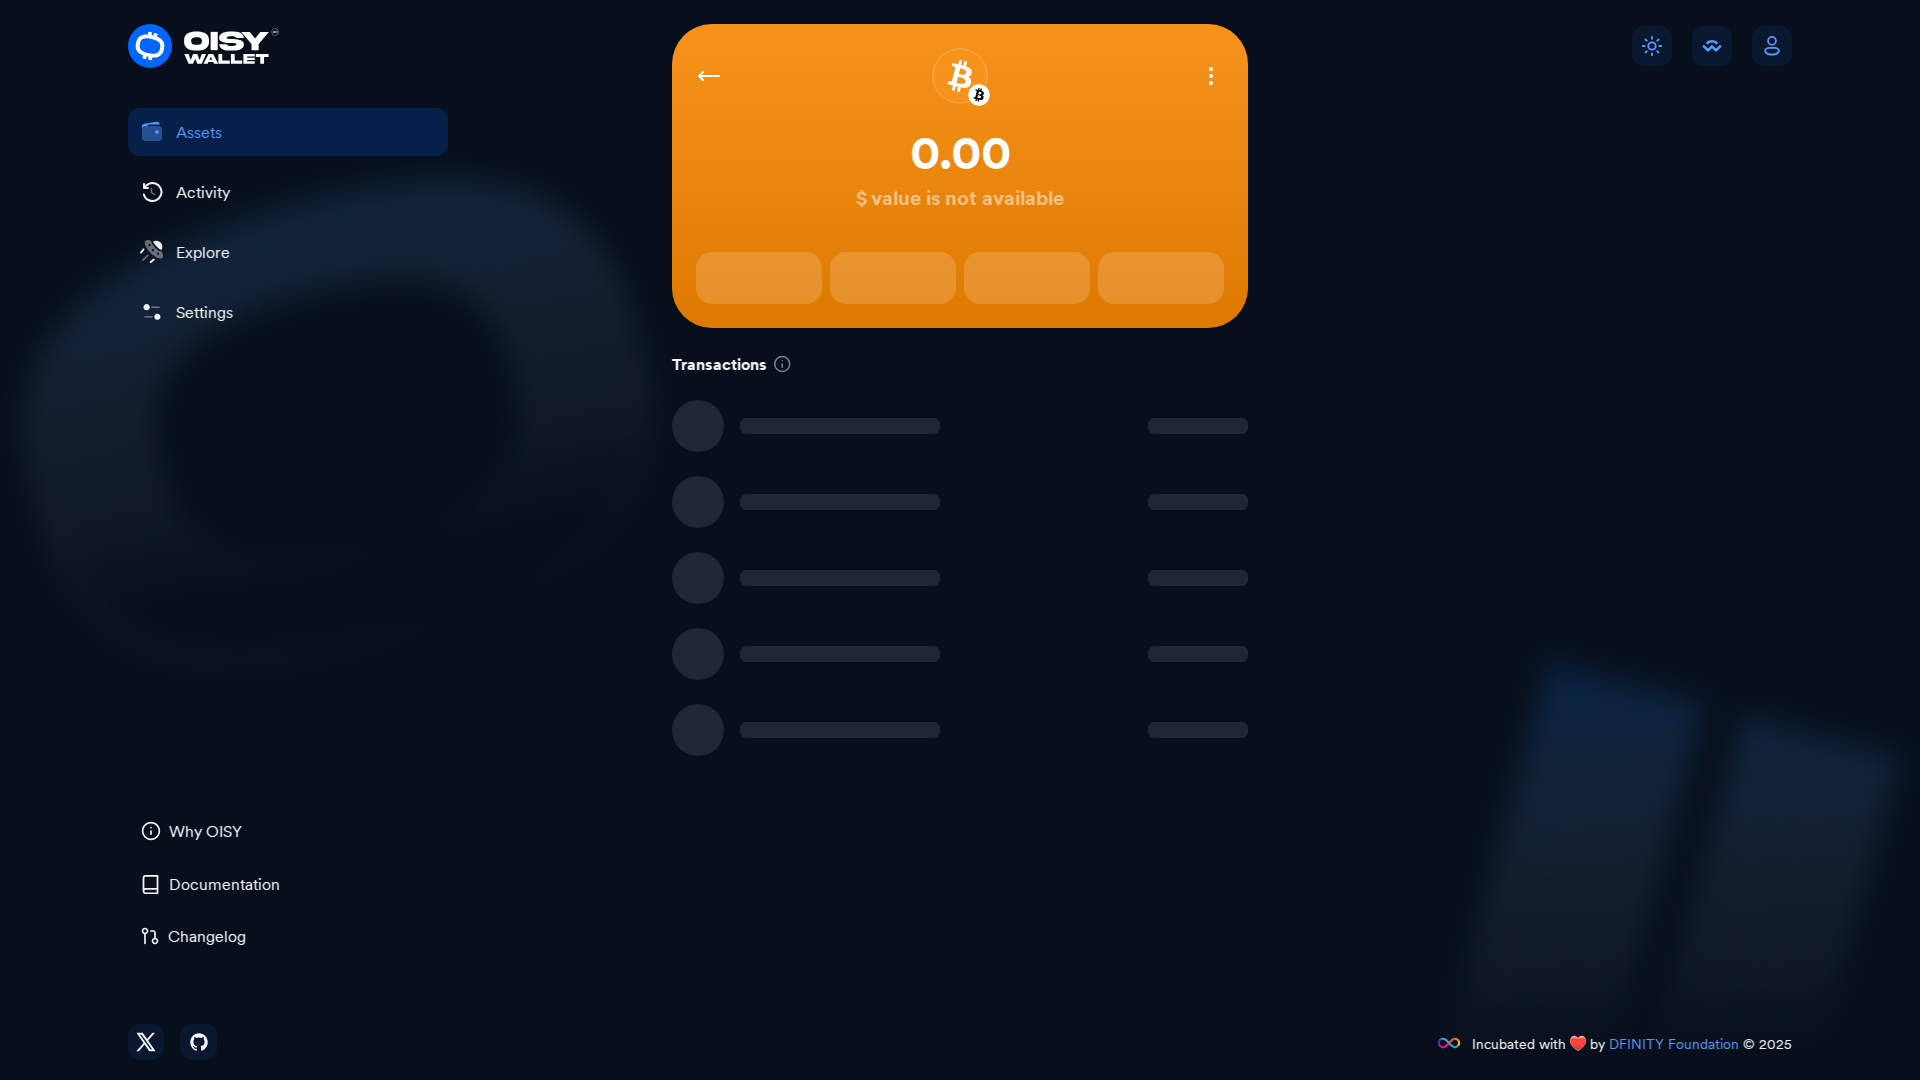 OISY
WALLET
Assets
Activity
Explore
Settings
0.00
$ value is not available
Transactions
Why OISY
Documentation
Changelog
Incubated with ❤️ by DFINITY Foundation © 2025